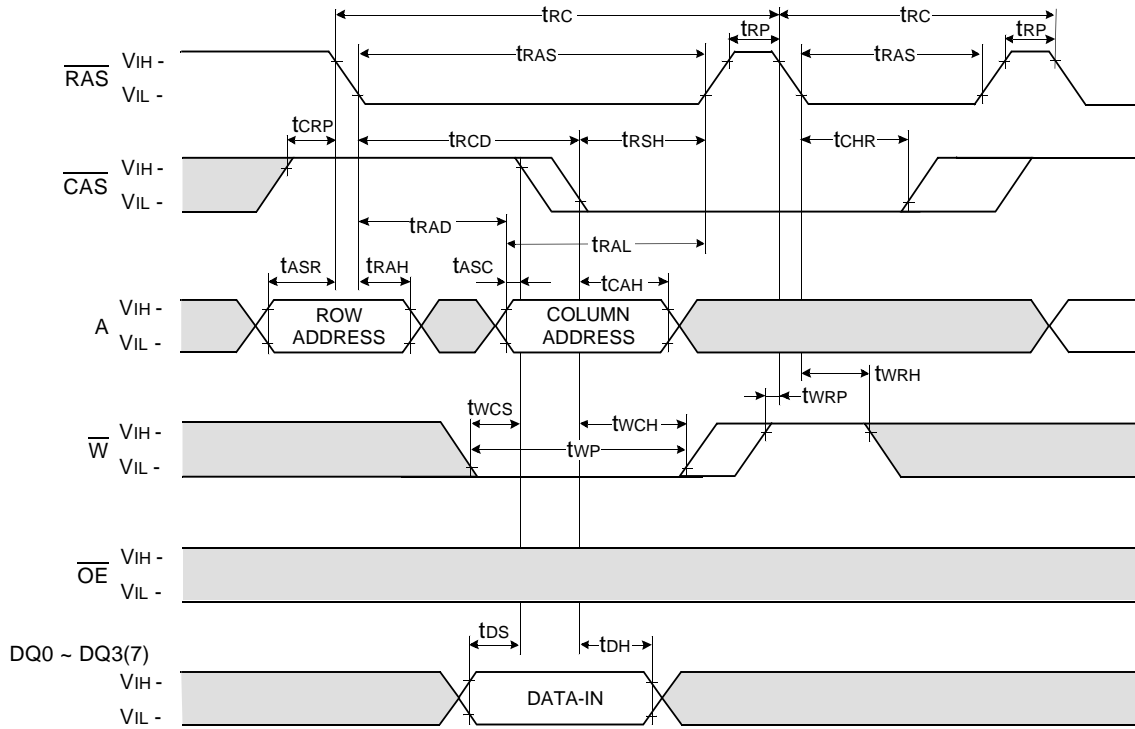 tRC tRC
tRP tRP
tRAS tRAS
RAS VIH -
VIL -
tCRP tRCD tRSH tCHR
CAS VIH -
VIL -
tRAD tRAL
tASR tRAH tASC tCAH
A VIH -
VIL -
ROW
ADDRESS
COLUMN
ADDRESS
tWRH
tWRP
tWCS tWCH
tWP
W VIH -
VIL -
OE VIH -
VIL -
tDS tDH
DQ0 ~ DQ3(7)
VIH -
VIL -
DATA-IN